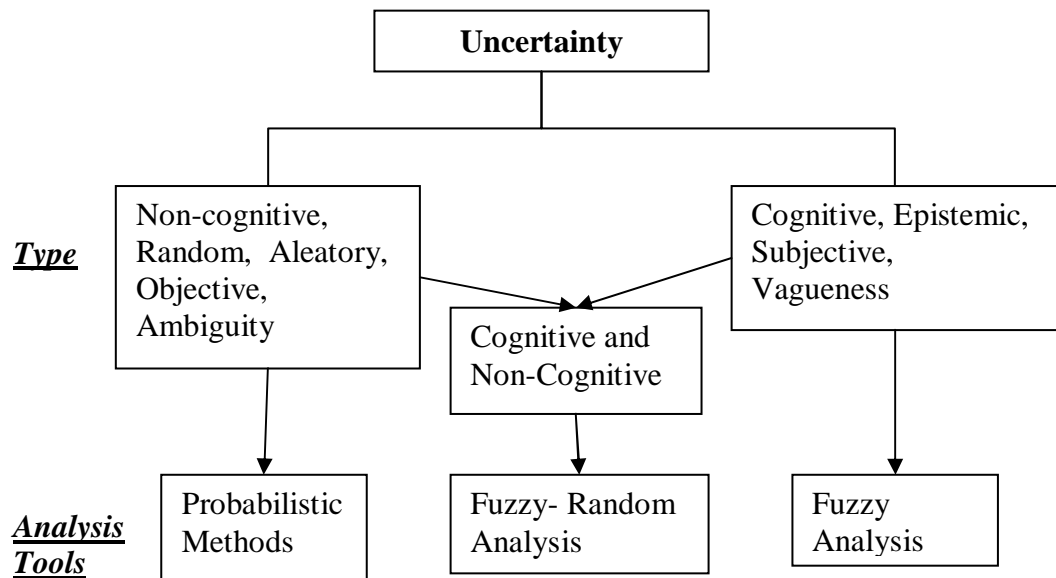 Uncertainty
Type
Non-cognitive,
Random, Aleatory,
Objective,
Ambiguity
Cognitive and
Non-Cognitive
Cognitive, Epistemic,
Subjective,
Vagueness
Analysis
Tools
Probabilistic
Methods
Fuzzy- Random
Analysis
Fuzzy
Analysis